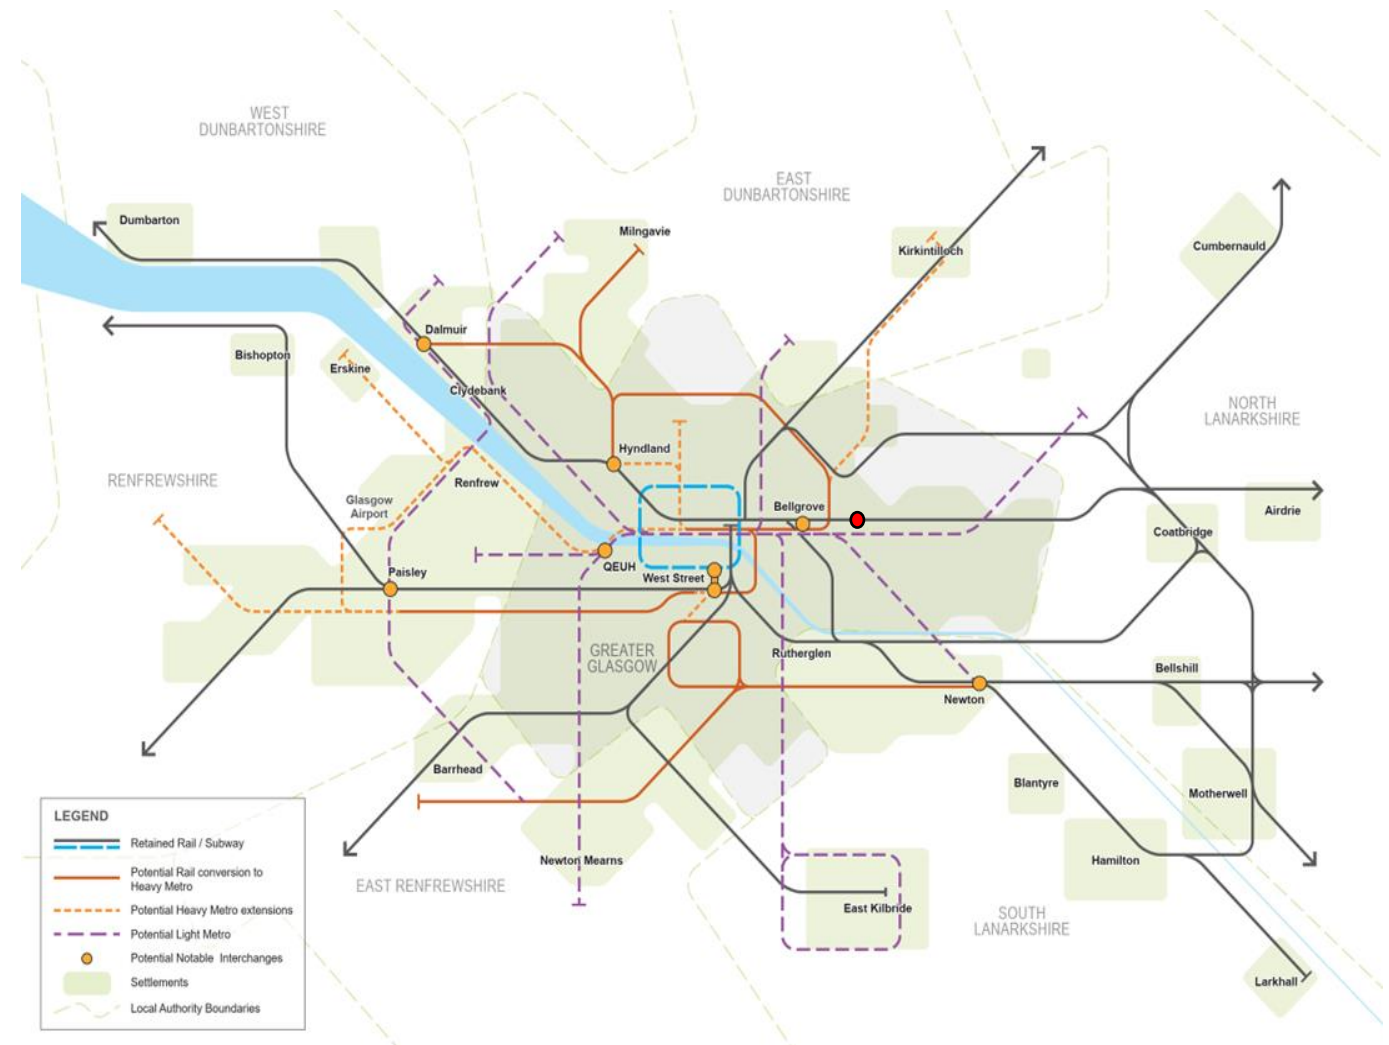 WEST
DUNBARTONSHIRE
EAST
DUNBARTONSHIRE
Dumbarton
Milngavie
Kirkintilloch
Cumbernauld
Dalmuir
Bishopton
Erskine
Clydebank
NORTH
LANARKSHIRE
Hyndland
RENFREWSHIRE
Renfrew
Glasgow
Airport
Bellgrove
Airdrie
Coatbridge
QEUH
Paisley
West Street
GREATER
GLASGOW
Rutherglen
Bellshill
Newton
Barrhead
Blantyre
Motherwell
Newton Mearns
Hamilton
EAST RENFREWSHIRE
East Kilbride
SOUTH
LANARKSHIRE
Larkhall
LEGEND
Retained Rail / Subway
Potential Rail conversion to
Heavy Metro
Potential Heavy Metro extensions
Potential Light Metro
Potential Notable Interchanges
Settlements
Local Authority Boundaries